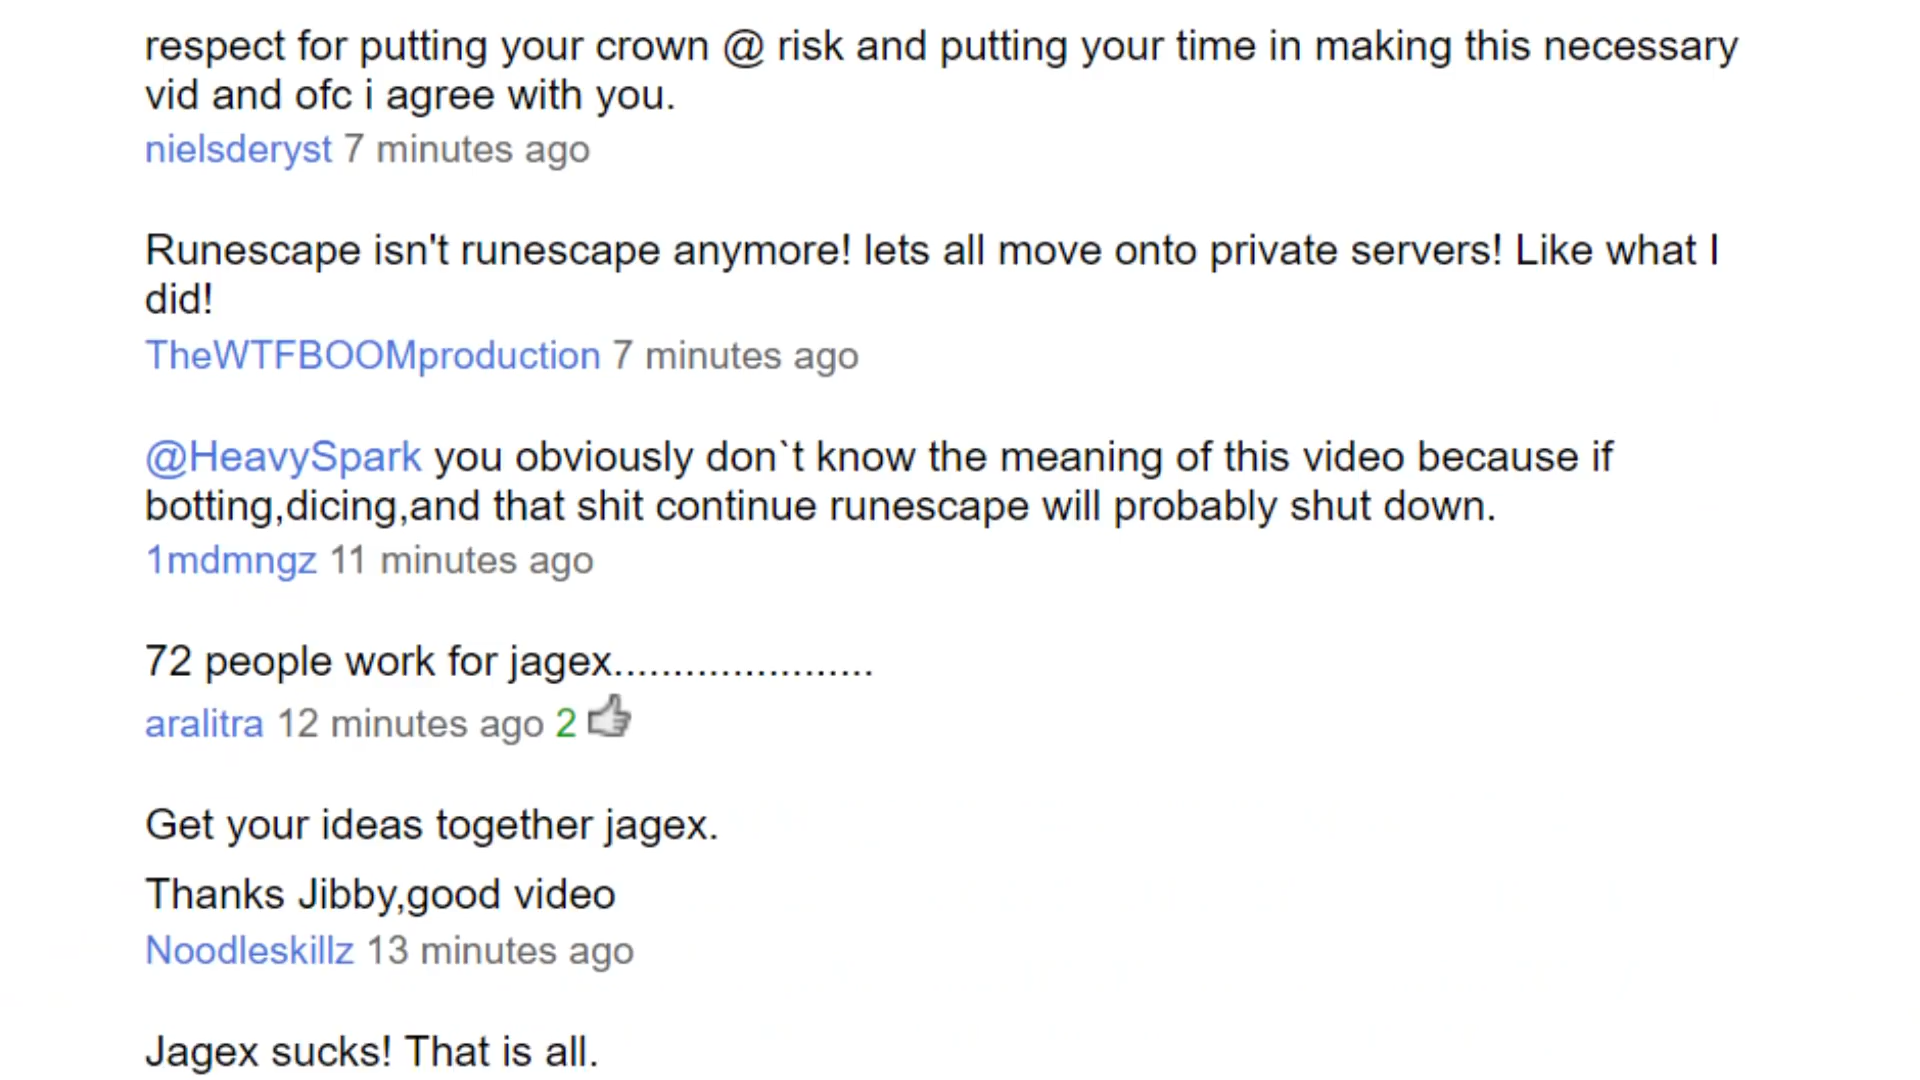 respect for putting your crown @ risk and putting your time in making this necessary
vid and ofc i agree with you.
nielsderyst 7 minutes ago
Runescape isn't runescape anymore! lets all move onto private servers! Like what I
did!
TheWTFBOOMproduction 7 minutes ago
@HeavySpark you obviously don`t know the meaning of this video because if
botting,dicing,and that shit continue runescape will probably shut down.
1mdmngz 11 minutes ago
72 people work for jagex......................
aralitra 12 minutes ago 2
Get your ideas together jagex.
Thanks Jibby,good video
Noodleskillz 13 minutes ago
Jagex sucks! That is all.